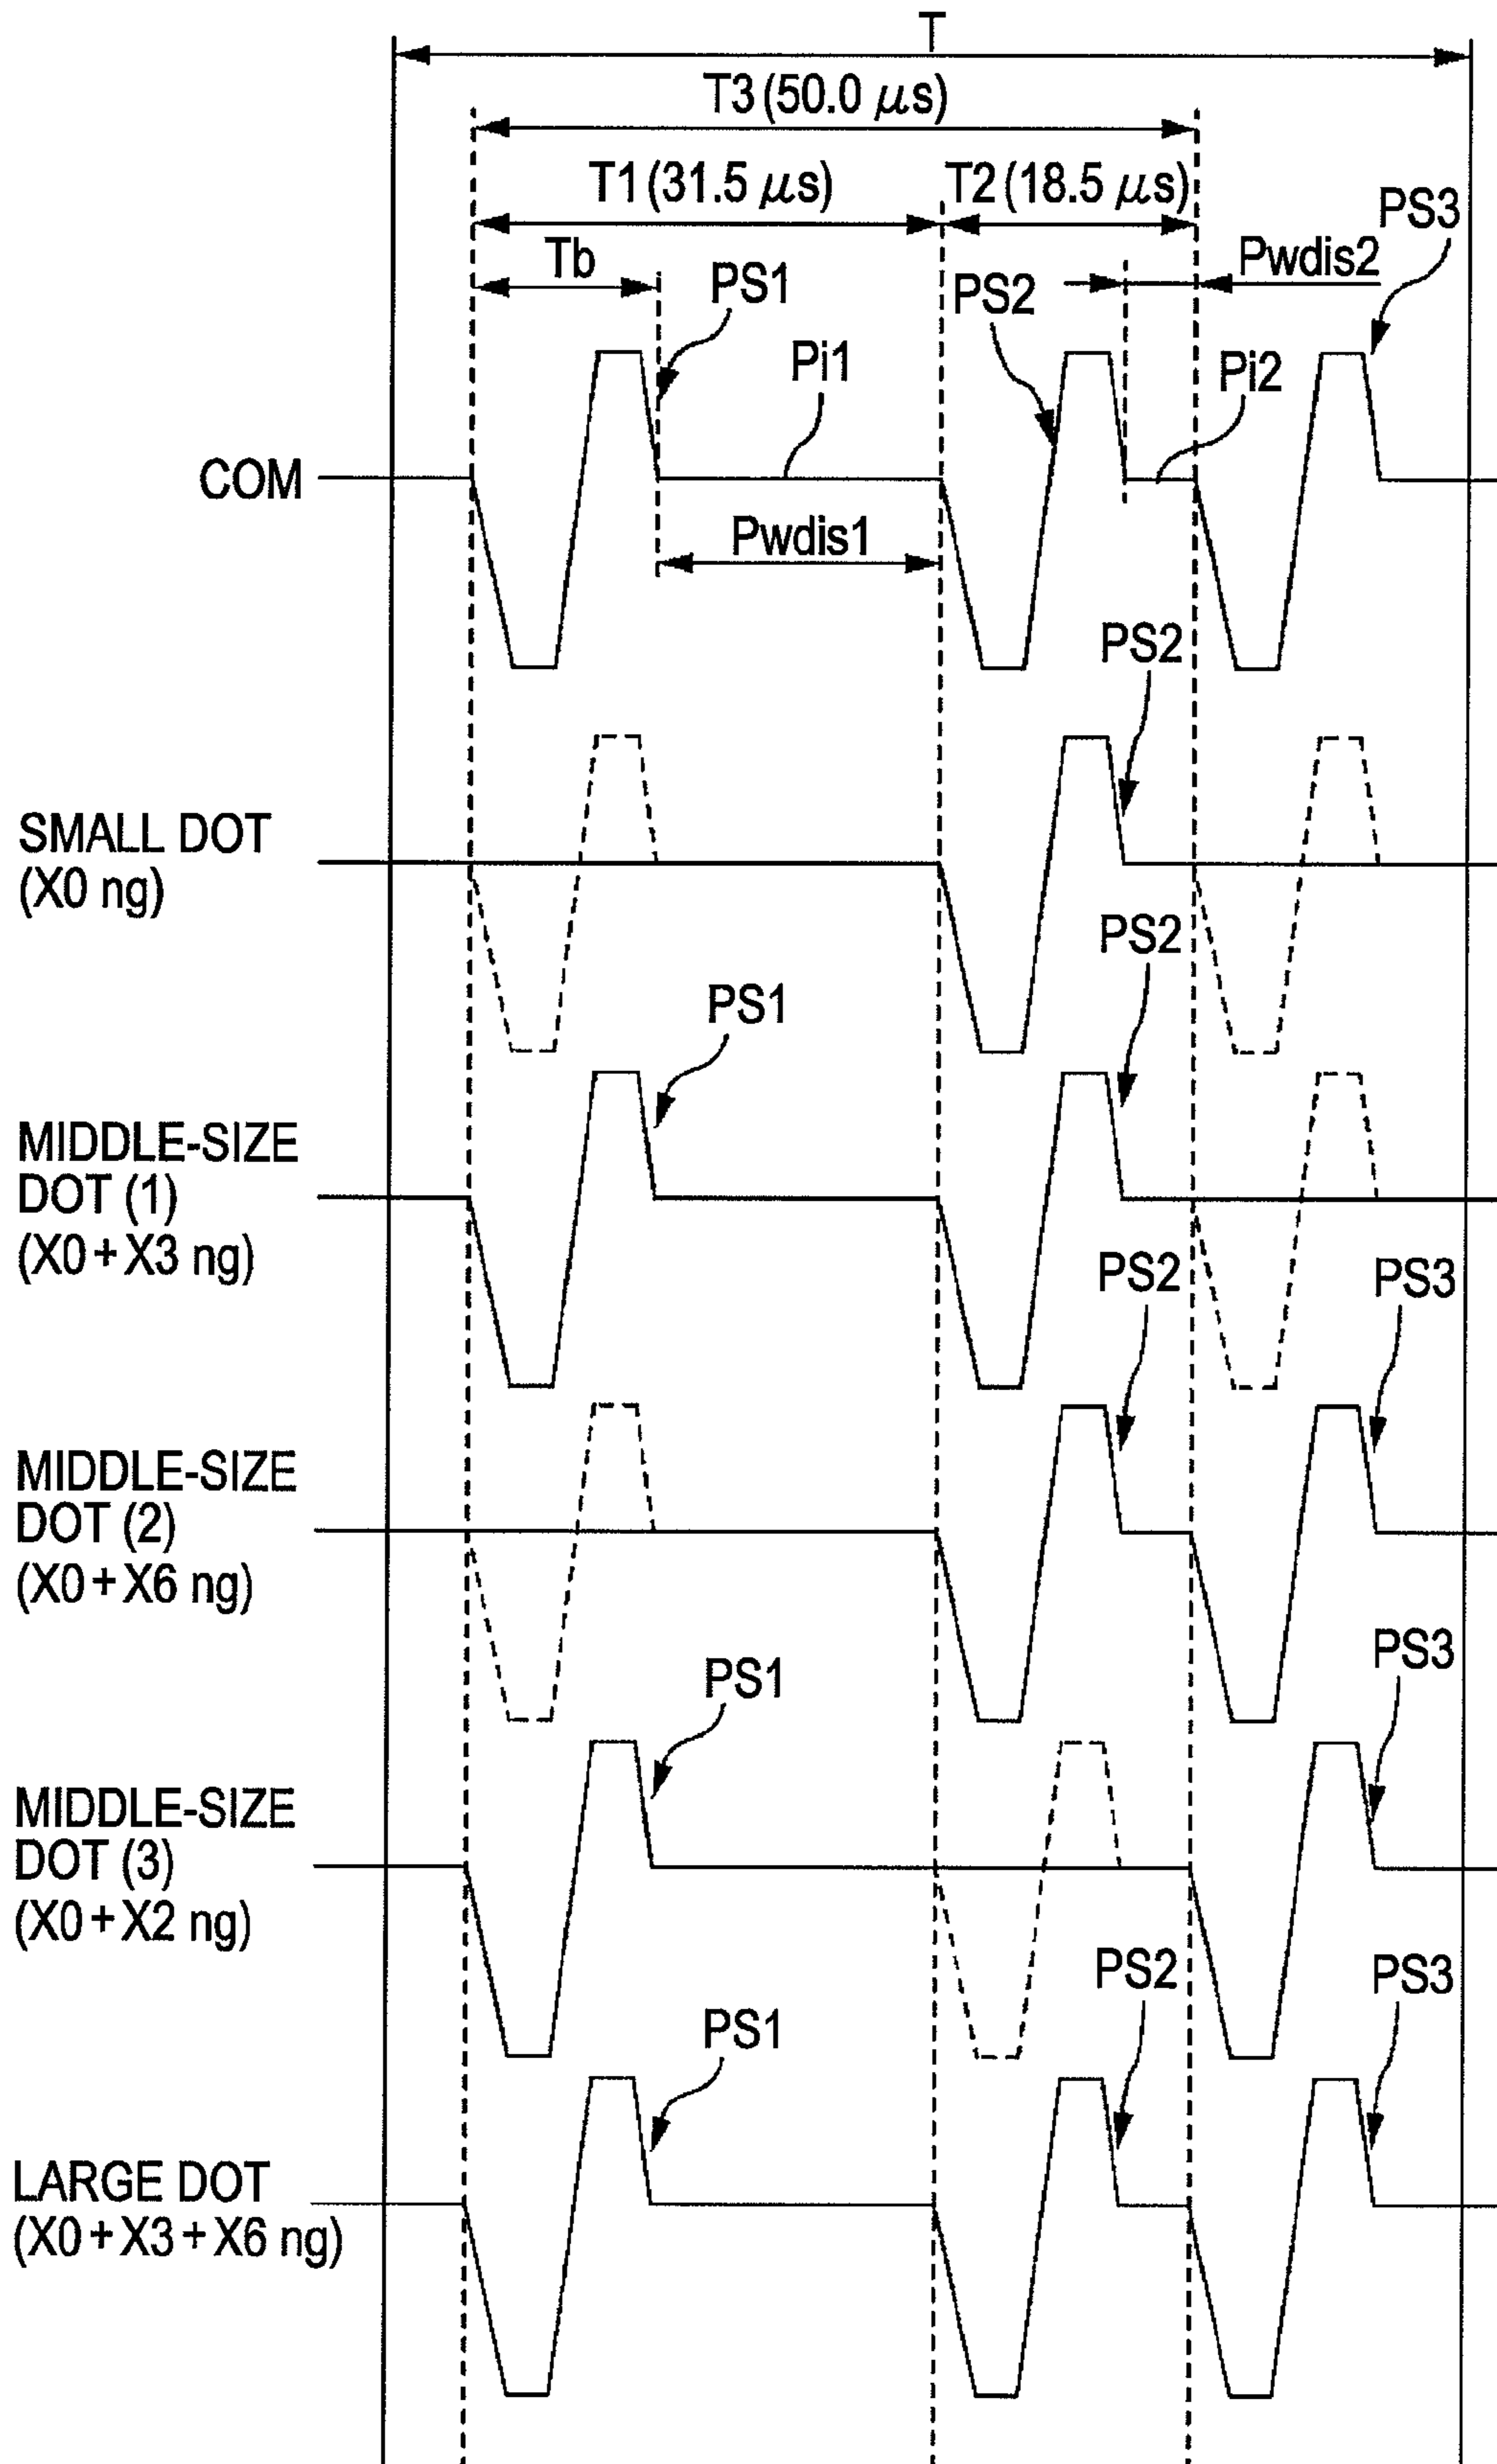 T
T3 (50.0 μs)
T1 (31.5 μs) T2 (18.5 μs)
PS3
Tb
Pwdis2
PS1
PS2
Pi1
Pi2
COM
Pwdis1
PS2
SMALL DOT
(X0 ng)
PS2
PS1
MIDDLE-SIZE
DOT (1)
(X0 + X3 ng)
PS2
PS3
MIDDLE-SIZE
DOT (2)
(X0 + X6 ng)
PS3
PS1
MIDDLE-SIZE
DOT (3)
(X0 + X2 ng)
PS2
PS3
PS1
LARGE DOT
(X0 + X3 + X6 ng)